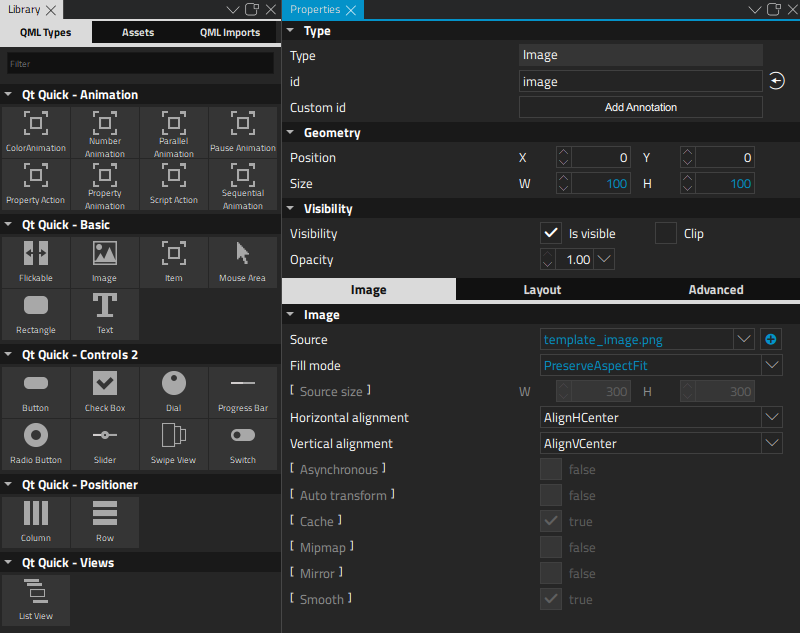 Library
QML Types Assets QML Imports
Filter
Qt Quick - Animation
ColorAnimation Number Animation Parallel Animation Pause Animation
Property Action Property Animation Script Action Sequential Animation
Qt Quick - Basic
Flickable Image Item Mouse Area
Rectangle Text
Qt Quick - Controls 2
Button Check Box Dial Progress Bar
Radio Button Slider Swipe View Switch
Qt Quick - Positioner
Column Row
Qt Quick - Views
List View
Properties
Type
Type Image
id image
Custom id Add Annotation
Geometry
Position X 0 Y 0
Size W 100 H 100
Visibility
Visibility Is visible Clip
Opacity 1.00
Image Layout Advanced
Image
Source template_image.png
Fill mode PreserveAspectFit
[ Source size ] W 300 H 300
Horizontal alignment AlignHCenter
Vertical alignment AlignVCenter
[ Asynchronous ] false
[ Auto transform ] false
[ Cache ] true
[ Mipmap ] false
[ Mirror ] false
[ Smooth ] true